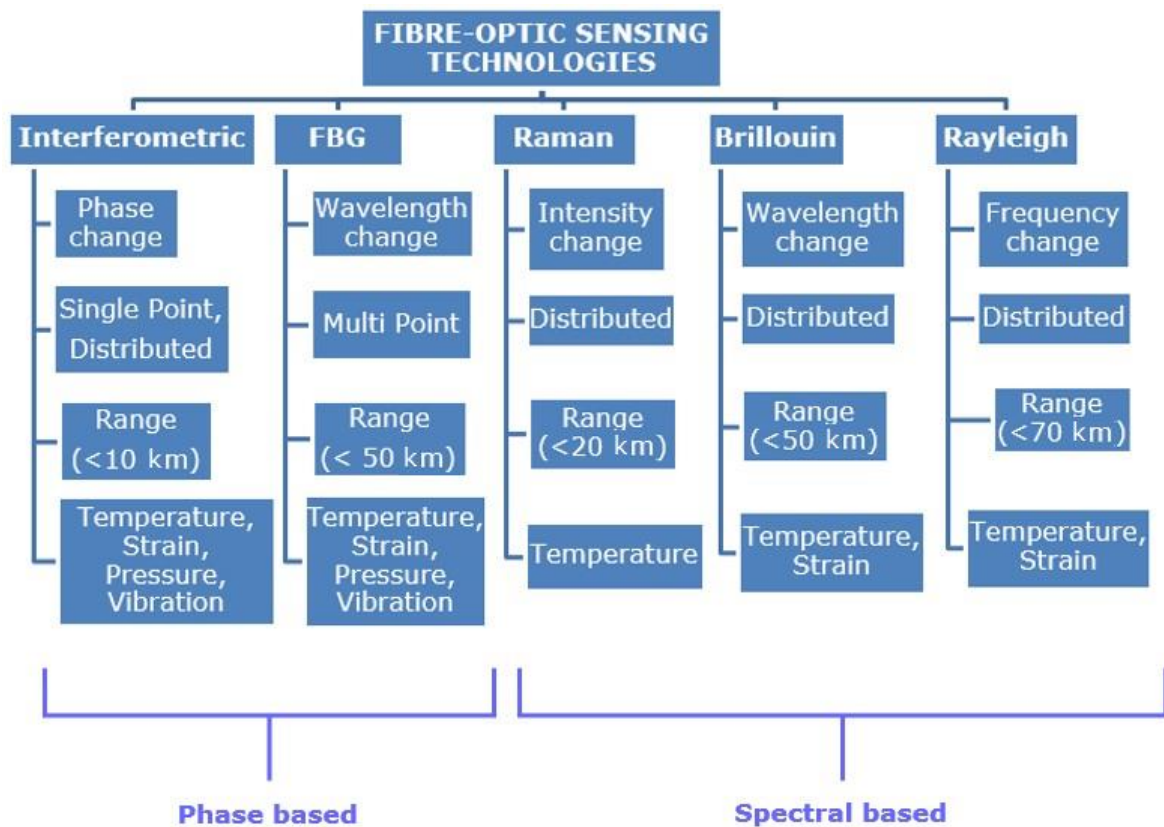 FIBRE-OPTIC SENSING
TECHNOLOGIES
Interferometric
Phase
change
Single Point,
Distributed
Range
(<10 km)
Temperature,
Strain,
Pressure,
Vibration
FBG
Wavelength
change
Multi Point
Range
(< 50 km)
Temperature,
Strain,
Pressure,
Vibration
Raman
Intensity
change
Distributed
Range
(<20 km)
Temperature
Brillouin
Wavelength
change
Distributed
Range
(<50 km)
Temperature,
Strain
Rayleigh
Frequency
change
Distributed
Range
(<70 km)
Temperature,
Strain
Phase based
Spectral based